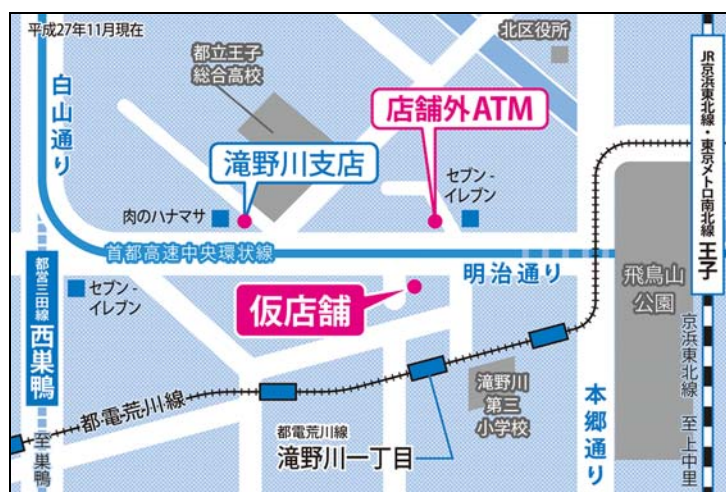 平成27年11月現在
白山通り
都立王子
総合高校
北区役所
店舗外ATM
滝野川支店
セブン-
イレブン
肉のハナマサ
首都高速中央環状線
明治通り
JR京浜東北線・東京メトロ南北線 王子
飛鳥山
公園
都営三田線 西巣鴨
セブン-
イレブン
仮店舗
都電荒川線
至巣鴨
滝野川
第三
小学校
都電荒川線
滝野川一丁目
本郷通り
京浜東北線 至上中里